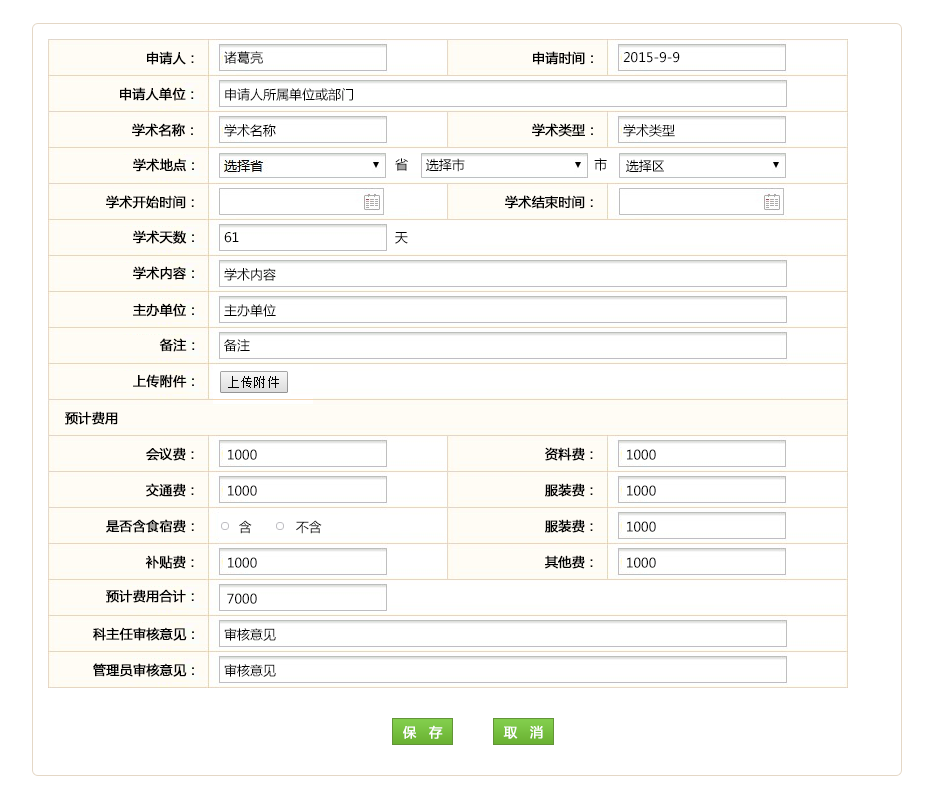 申请人： 诸葛亮 申请时间： 2015-9-9
申请人单位： 申请人所属单位或部门
学术名称： 学术名称 学术类型： 学术类型
学术地点： 选择省 省 选择市 市 选择区
学术开始时间： 学术结束时间：
学术天数： 61 天
学术内容： 学术内容
主办单位： 主办单位
备注： 备注
上传附件： 上传附件
预计费用
会议费： 1000 资料费： 1000
交通费： 1000 服装费： 1000
是否含食宿费： 含 不含 服装费： 1000
补贴费： 1000 其他费： 1000
预计费用合计： 7000
科主任审核意见： 审核意见
管理员审核意见： 审核意见
保 存 取 消